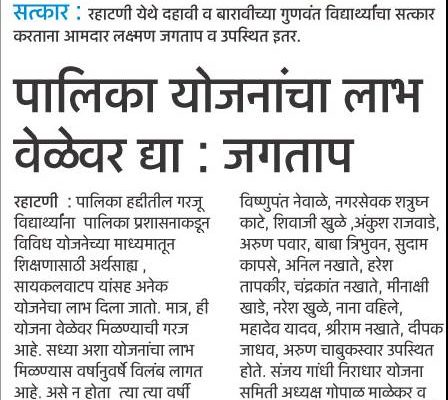 सत्कार : रहाटणी येथे दहावी व बारावीच्या गुणवंत विद्यार्थ्यांचा सत्कार
करताना आमदार लक्ष्मण जगताप व उपस्थित इतर.
पालिका योजनांचा लाभ
वेळेवर द्या : जगताप
रहाटणी : पालिका हद्दीतील गरजू
विद्यार्थ्यांना पालिका प्रशासनाकडून
विविध योजनेच्या माध्यमातून
शिक्षणासाठी अर्थसाह्य ,
सायकलवाटप यांसह अनेक
योजनेचा लाभ दिला जातो. मात्र, ही
योजना वेळेवर मिळण्याची गरज
आहे. सध्या अशा योजनांचा लाभ
मिळण्यास वर्षानुवर्षे विलंब लागत
आहे. असे न होता त्या त्या वर्षी
विष्णुपंत नेवाळे, नगरसेवक शत्रुघ्न
काटे, शिवाजी खुळे ,अंकुश राजवाडे,
अरुण पवार, बाबा त्रिभुवन, सुदाम
कापसे, अनिल नखाते, हरेश
तापकीर, चंद्रकांत नखाते, मीनाक्षी
खाडे, नरेश खुळे, नाना वहिले,
महादेव यादव, श्रीराम नखाते, दीपक
जाधव, अरुण चाबुकस्वार उपस्थित
होते. संजय गांधी निराधार योजना
समिती अध्यक्ष गोपाळ माळेकर व